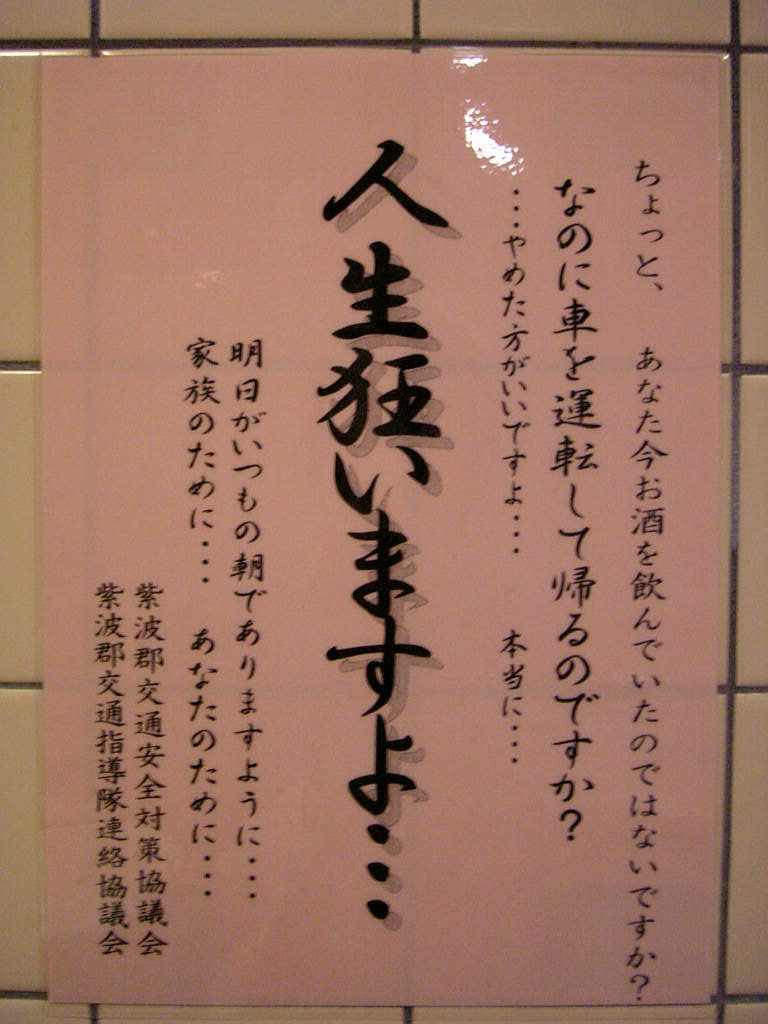 ちょっと、 あなた今お酒を飲んでいたのではないですか？
なのに車を運転して帰るのですか？
・・・やめた方がいいですよ・・・ 本当に・・・
人生狂いますよ・・・
明日がいつもの朝でありますように・・・
家族のために・・・ あなたのために・・・
紫波郡交通安全対策協議会
紫波郡交通指導隊連絡協議会